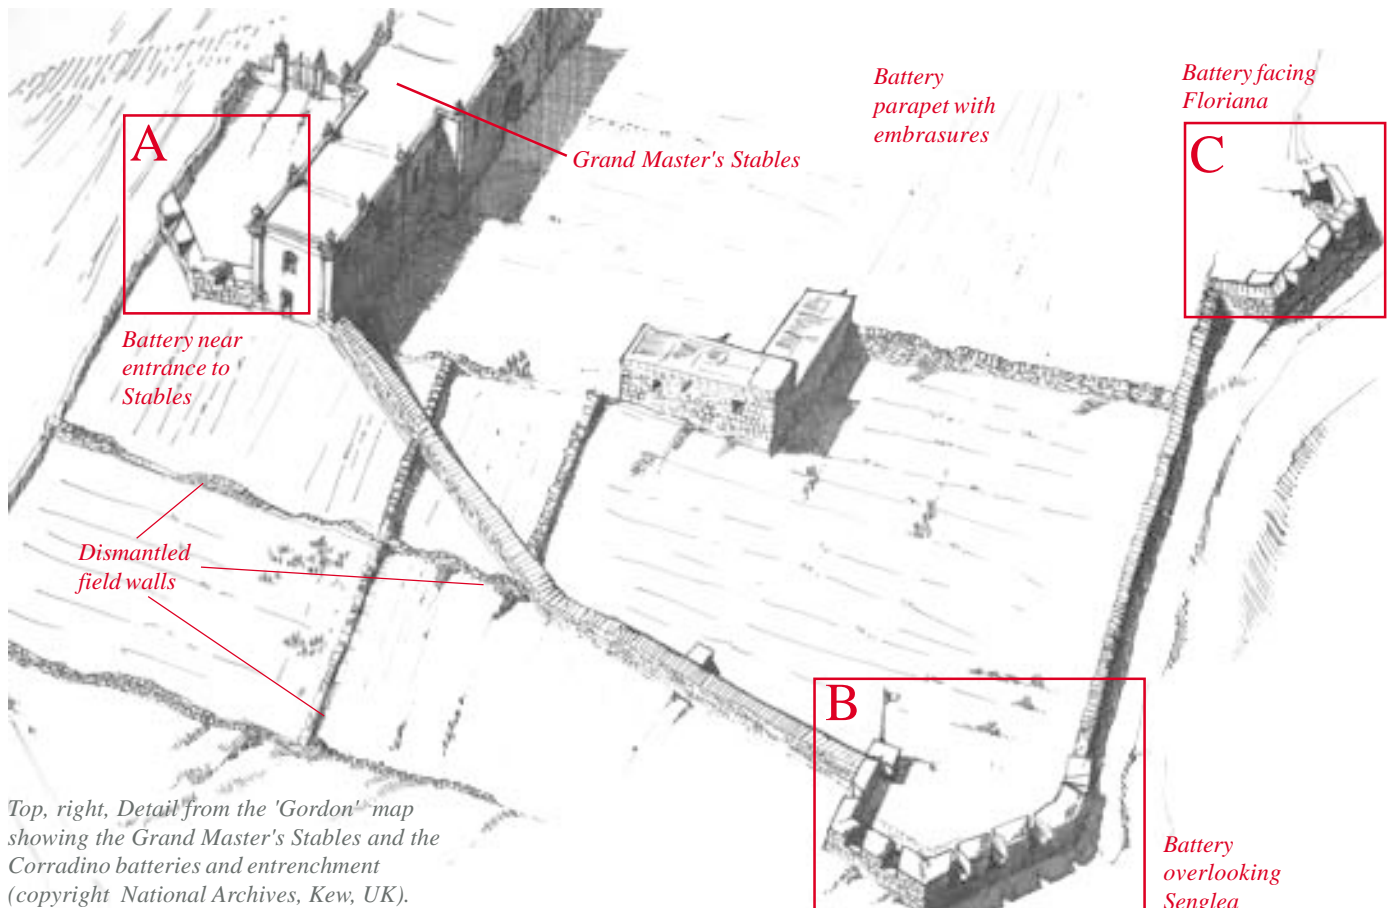 Battery
parapet with
embrasures
Battery facing
Floriana
A
C
Grand Master's Stables
Battery near
entrance to
Stables
Dismantled
field walls
B
Top, right, Detail from the 'Gordon' map
showing the Grand Master's Stables and the
Corradino batteries and entrenchment
(copyright National Archives, Kew, UK).
Battery
overlooking
Senglea